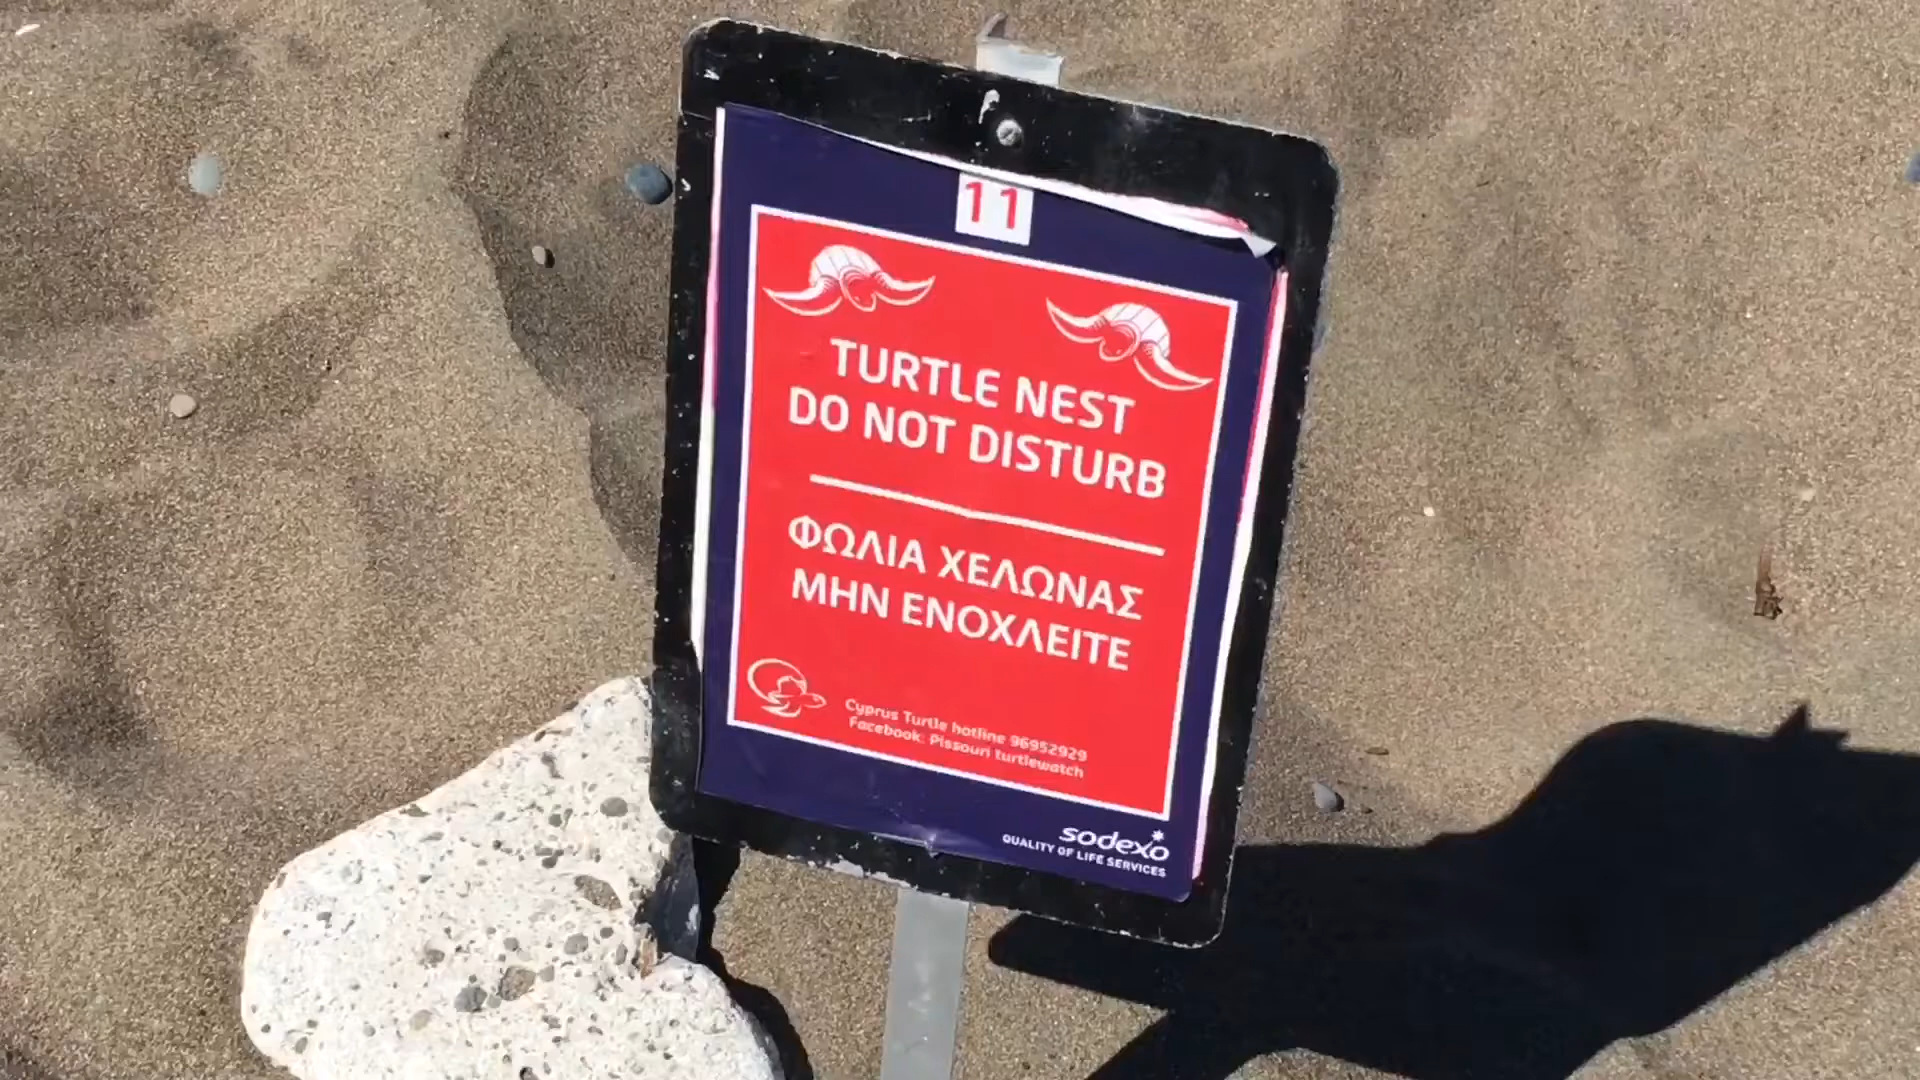 11
TURTLE NEST
DO NOT DISTURB
ΦΩΛΙΑ ΧΕΛΩΝΑΣ
ΜΗΝ ΕΝΟΧΛΕΙΤΕ
Cyprus Turtle hotline 96952929
Facebook: Pissouri turtlewatch
sodexo
QUALITY OF LIFE SERVICES